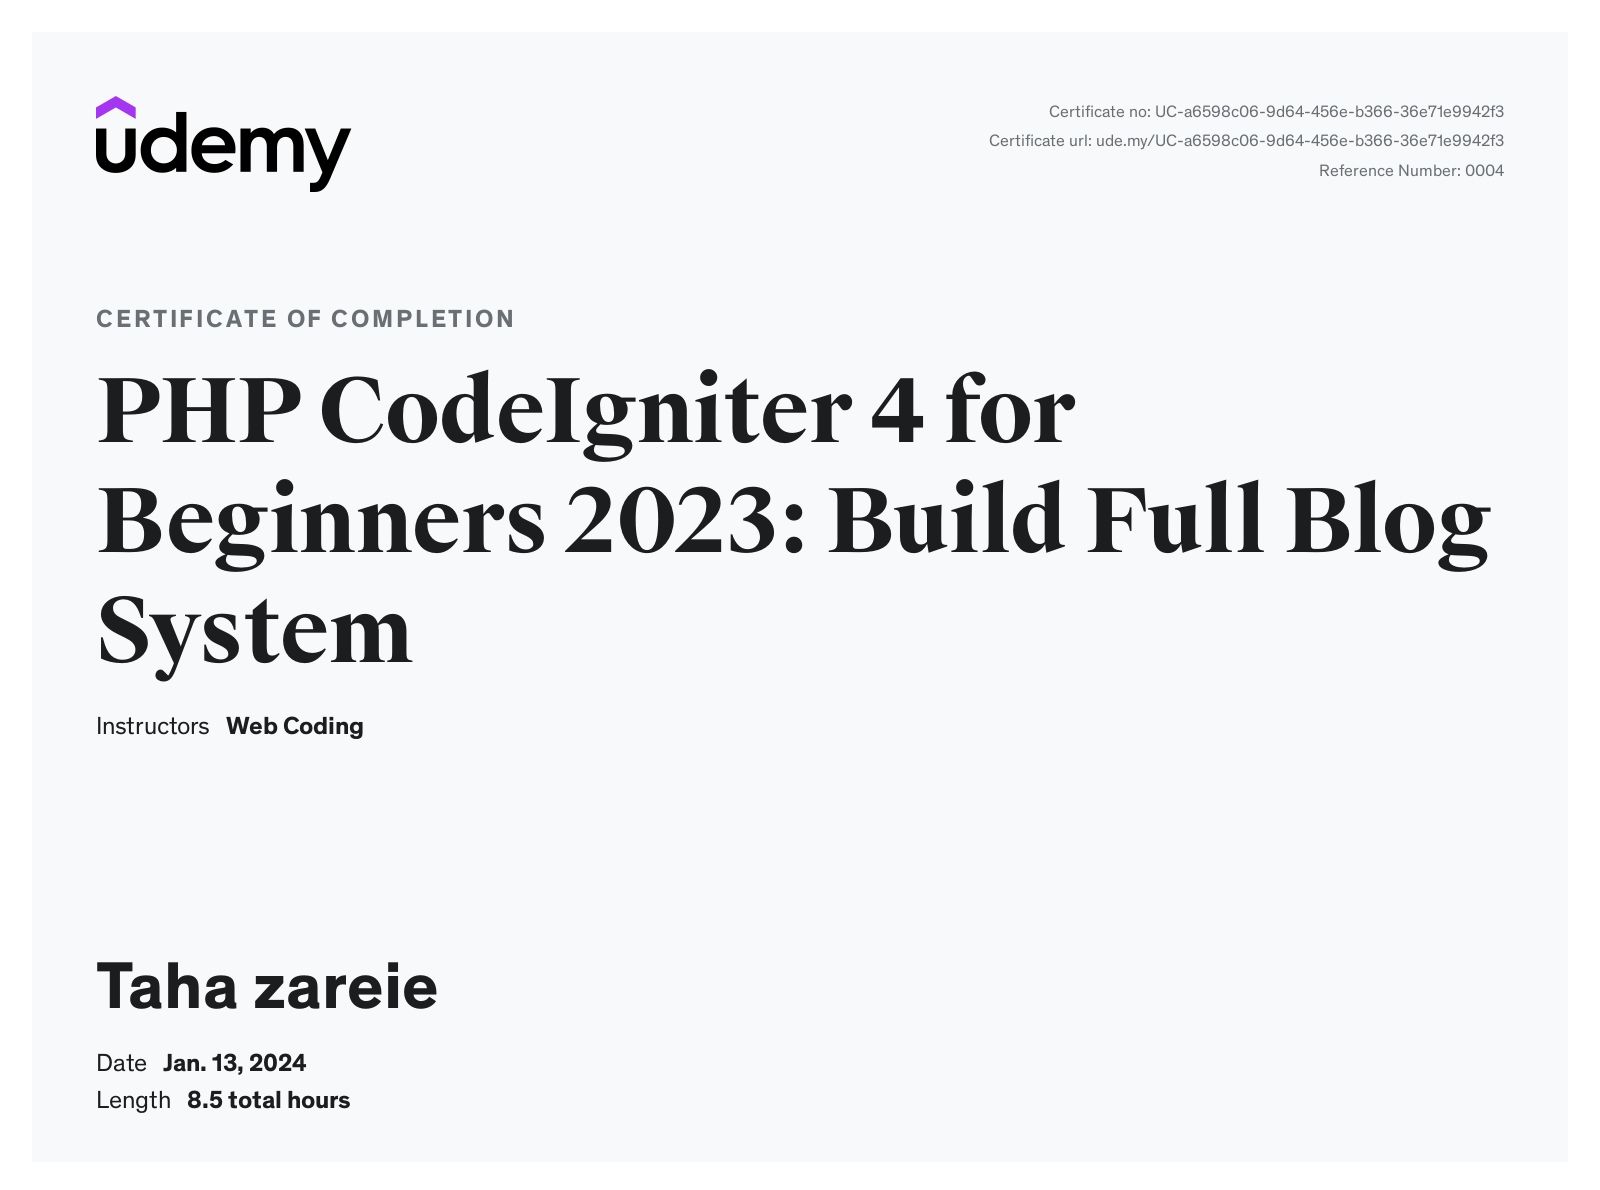 udemy
Certificate no: UC-a6598c06-9d64-456e-b366-36e71e9942f3
Certificate url: ude.my/UC-a6598c06-9d64-456e-b366-36e71e9942f3
Reference Number: 0004
CERTIFICATE OF COMPLETION
PHP CodeIgniter 4 for
Beginners 2023: Build Full Blog
System
Instructors Web Coding
Taha zareie
Date Jan. 13, 2024
Length 8.5 total hours